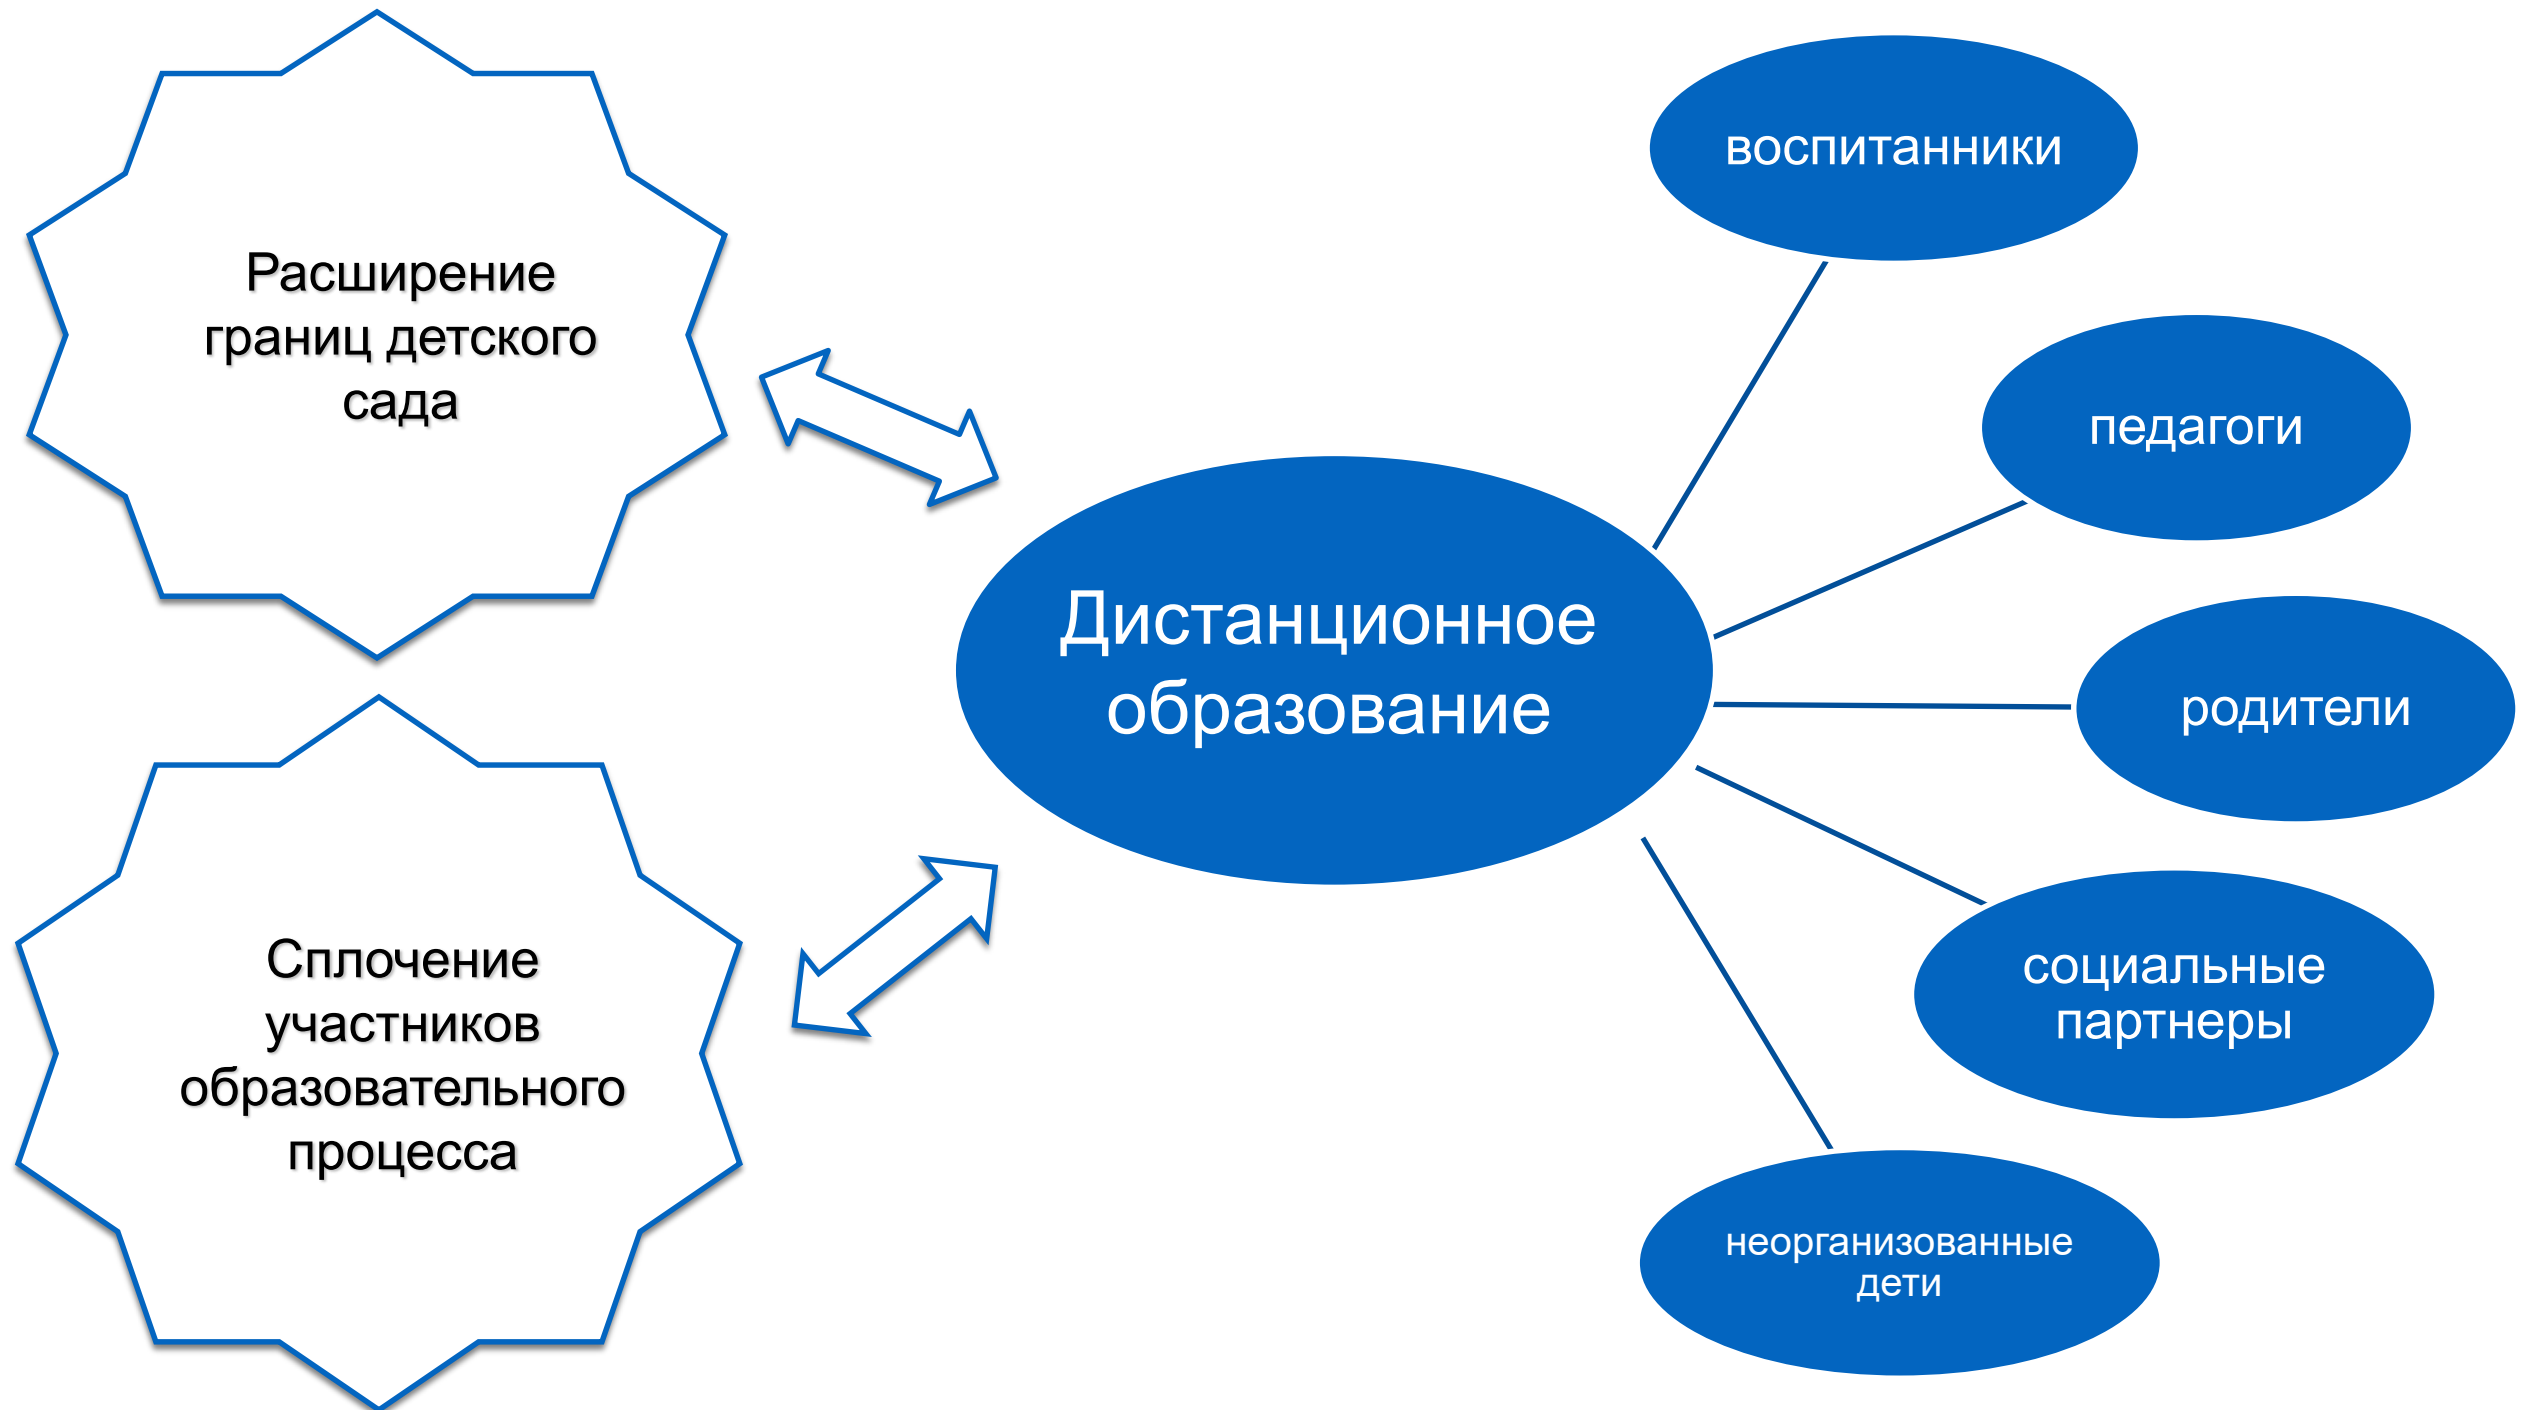 Расширение
границ детского
сада
Сплочение
участников
образовательного
процесса
Дистанционное
образование
воспитанники
педагоги
родители
социальные
партнеры
неорганизованные
дети